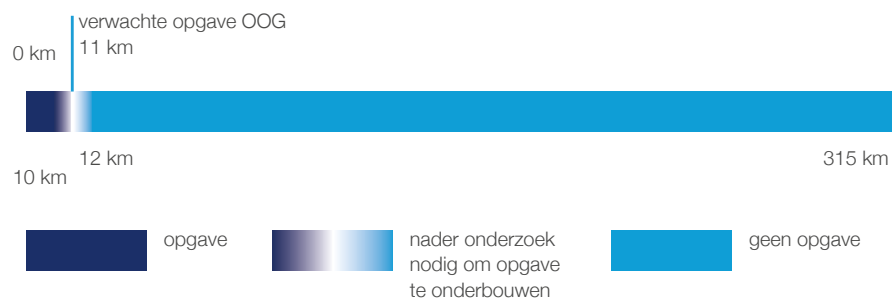 verwachte opgave OOG
11 km
0 km
12 km
315 km
10 km
opgave
nader onderzoek
nodig om opgave
te onderbouwen
geen opgave